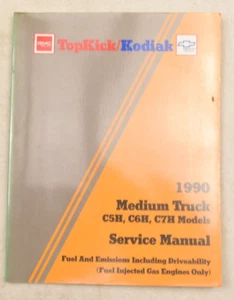 TopKick/Kodiak
1990
Medium Truck
C5H, C6H, C7H Models
Service Manual
Fuel And Emissions Including Driveability
(Fuel Injected Gas Engines Only)